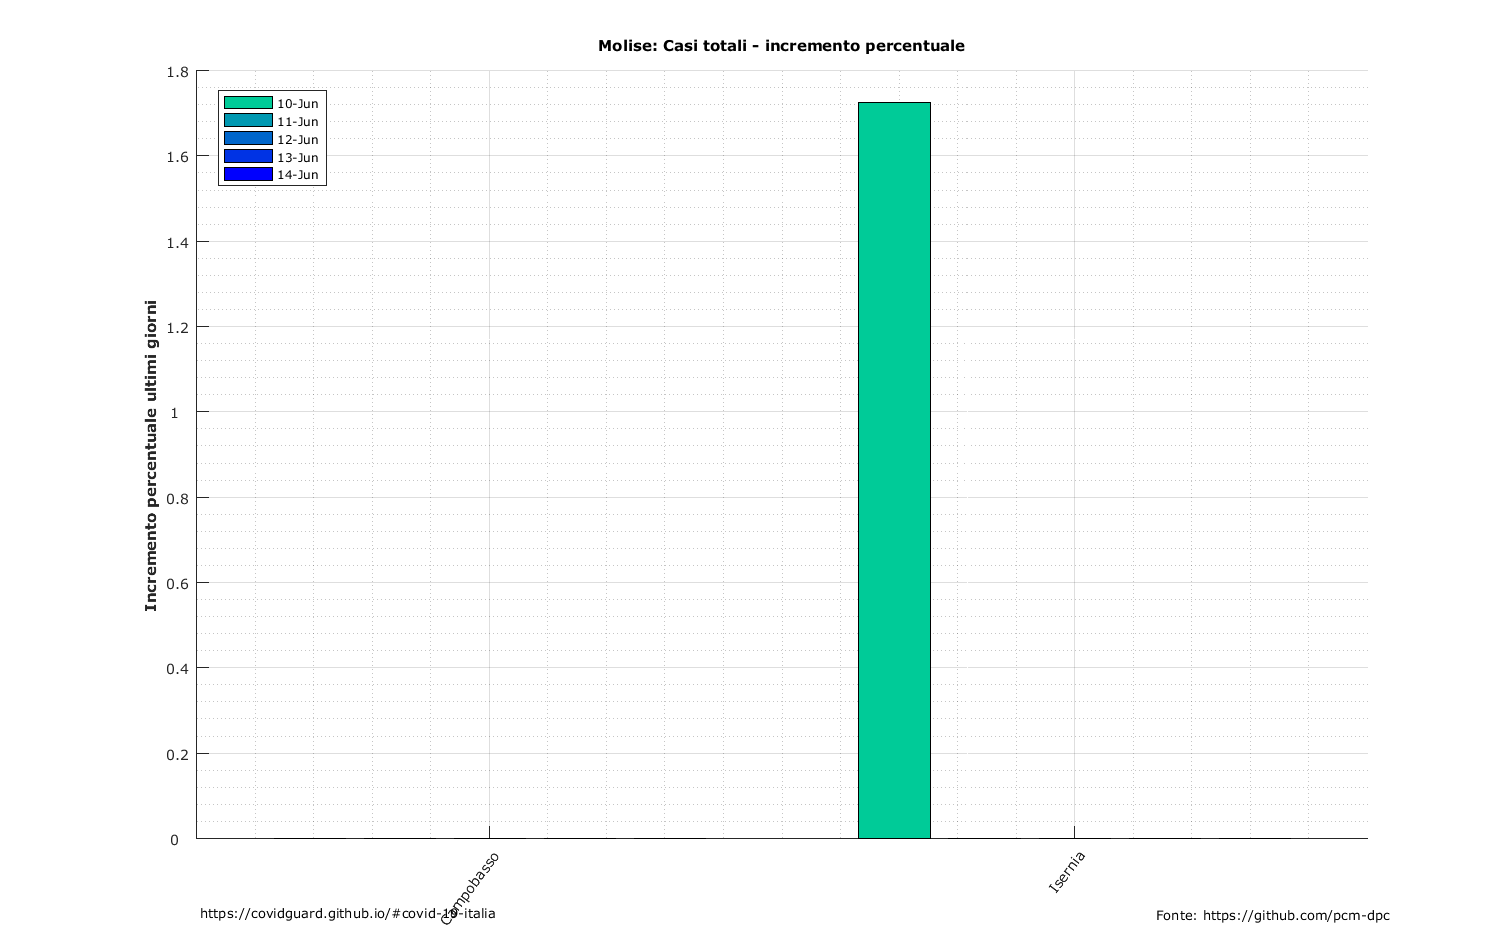 Molise: Casi totali - incremento percentuale
1.8
1.6
1.4
1.2
1
0.8
0.6
0.4
0.2
0
Incremento percentuale ultimi giorni
10-Jun
11-Jun
12-Jun
13-Jun
14-Jun
Campobasso
Isernia
https://covidguard.github.io/#covid-19-italia
Fonte: https://github.com/pcm-dpc